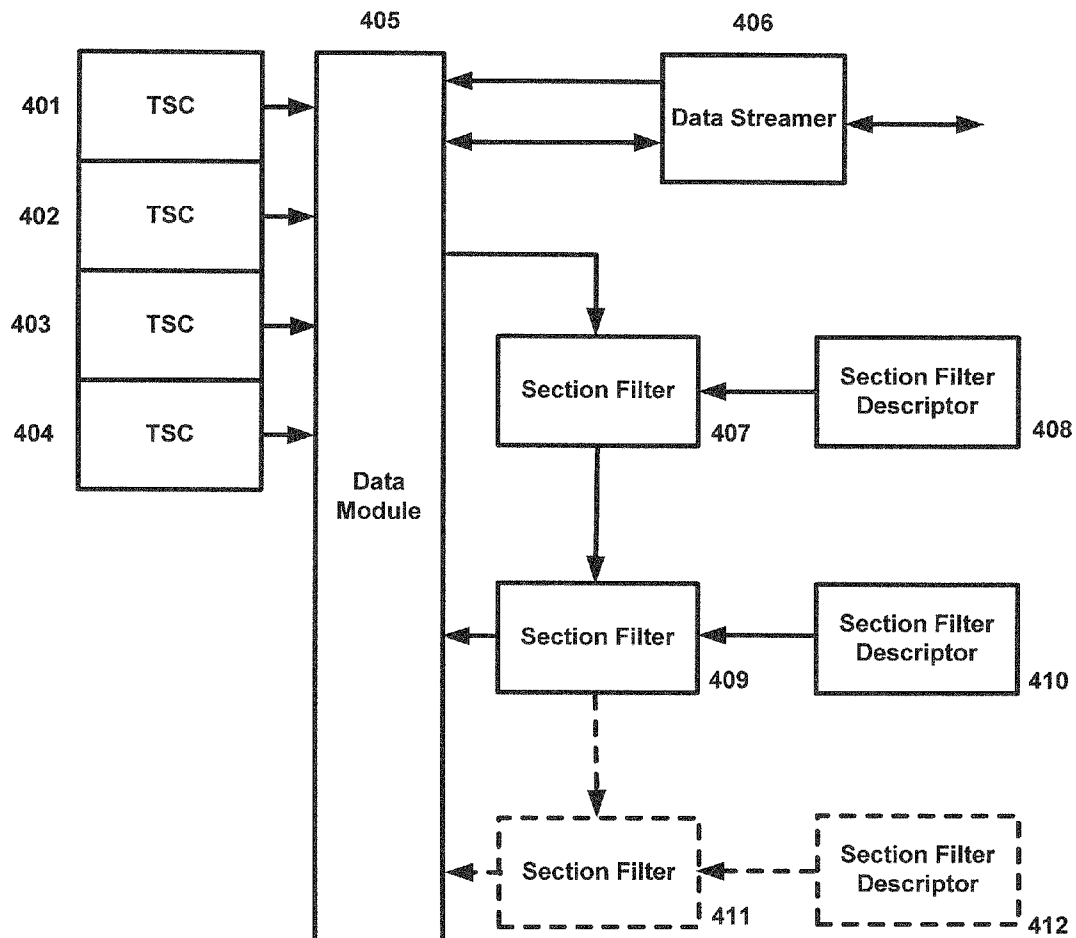 405
406
401
TSC
Data Streamer
402
TSC
403
TSC
Section Filter
407
Section Filter
Descriptor
408
404
TSC
Data
Module
Section Filter
409
Section Filter
Descriptor
410
Section Filter
411
Section Filter
Descriptor
412